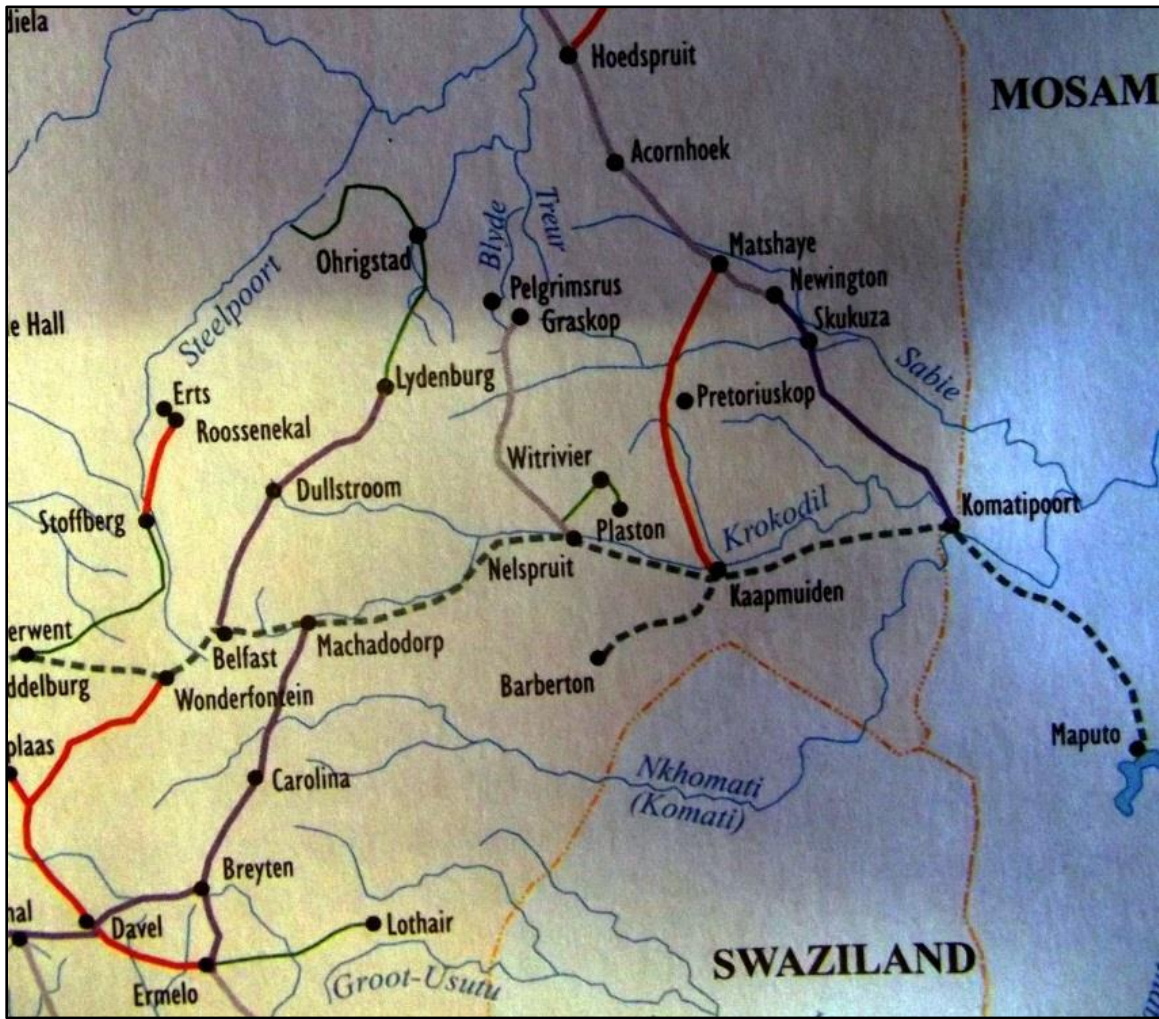 diela
Hoedspruit
MOSAM
Acornhoek
Treur
Blyde
Matshaye
Ohrigstad
Newington
Pelgrimsrus
Graskop
Skukuza
e Hall
Steelpoort
Sabie
Erts
Lydenburg
Pretoriuskop
Roossenekal
Witrivier
Dullstroom
Komatipoort
Stoffberg
Plaston
Krokodil
Nelspruit
Kaapmuiden
erwent
Belfast
Machadodorp
ddelburg
Wonderfontein
Barberton
plaas
Maputo
Carolina
Nkhomati
(Komati)
Breyten
nal
Davel
Lothair
SWAZILAND
Ermelo
Groot-Usutu